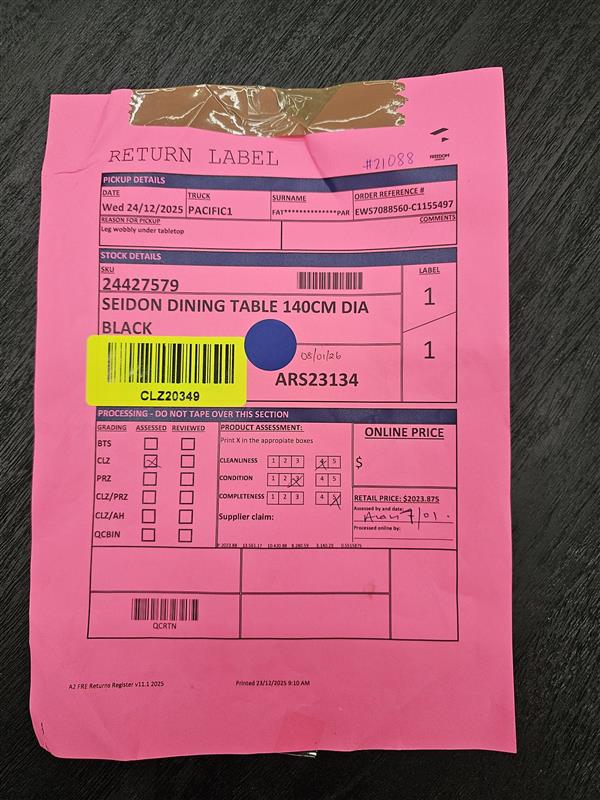 RETURN LABEL
#21088
FREEDOM
PICKUP DETAILS
DATE TRUCK SURNAME ORDER REFERENCE #
Wed 24/12/2025 PACIFIC1 FAT**************PAR EWS7088560-C1155497
REASON FOR PICKUP COMMENTS
Leg wobbly under tabletop
STOCK DETAILS
SKU LABEL
24427579
1
SEIDON DINING TABLE 140CM DIA
BLACK
08/01/26
1
ARS23134
CLZ20349
PROCESSING - DO NOT TAPE OVER THIS SECTION
GRADING ASSESSED REVIEWED PRODUCT ASSESSMENT: ONLINE PRICE
Print X in the appropiate boxes
BTS
CLZ CLEANLINESS 1 2 3 4 5 $
PRZ CONDITION 1 2 3 4 5
CLZ/PRZ COMPLETENESS 1 2 3 4 5 RETAIL PRICE: $2023.875
Assessed by and date:
CLZ/AH Supplier claim: 7/01.
Processed online by:
QCBIN
QCRTN
A2 FRE Returns Register v11.1 2025 Printed 23/12/2025 9:10 AM